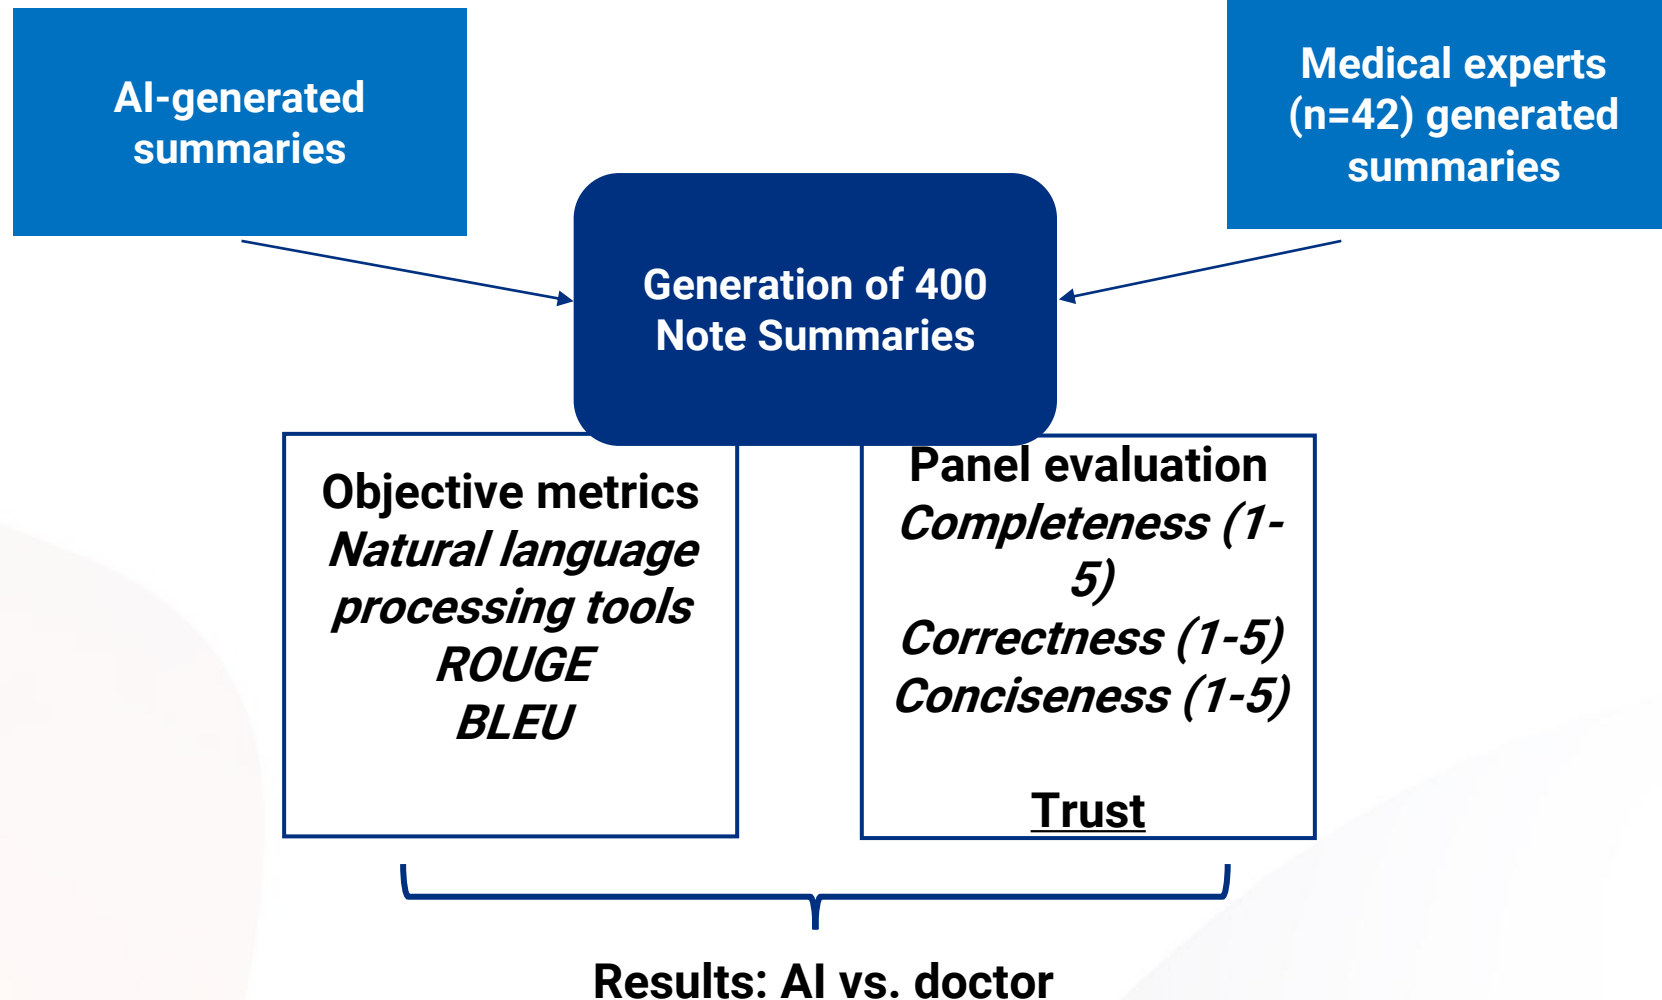 AI-generated
summaries
Medical experts
(n=42) generated
summaries
Generation of 400
Note Summaries
Objective metrics
Natural language
processing tools
ROUGE
BLEU
Panel evaluation
Completeness (1-
5)
Correctness (1-5)
Conciseness (1-5)
Trust
Results: AI vs. doctor